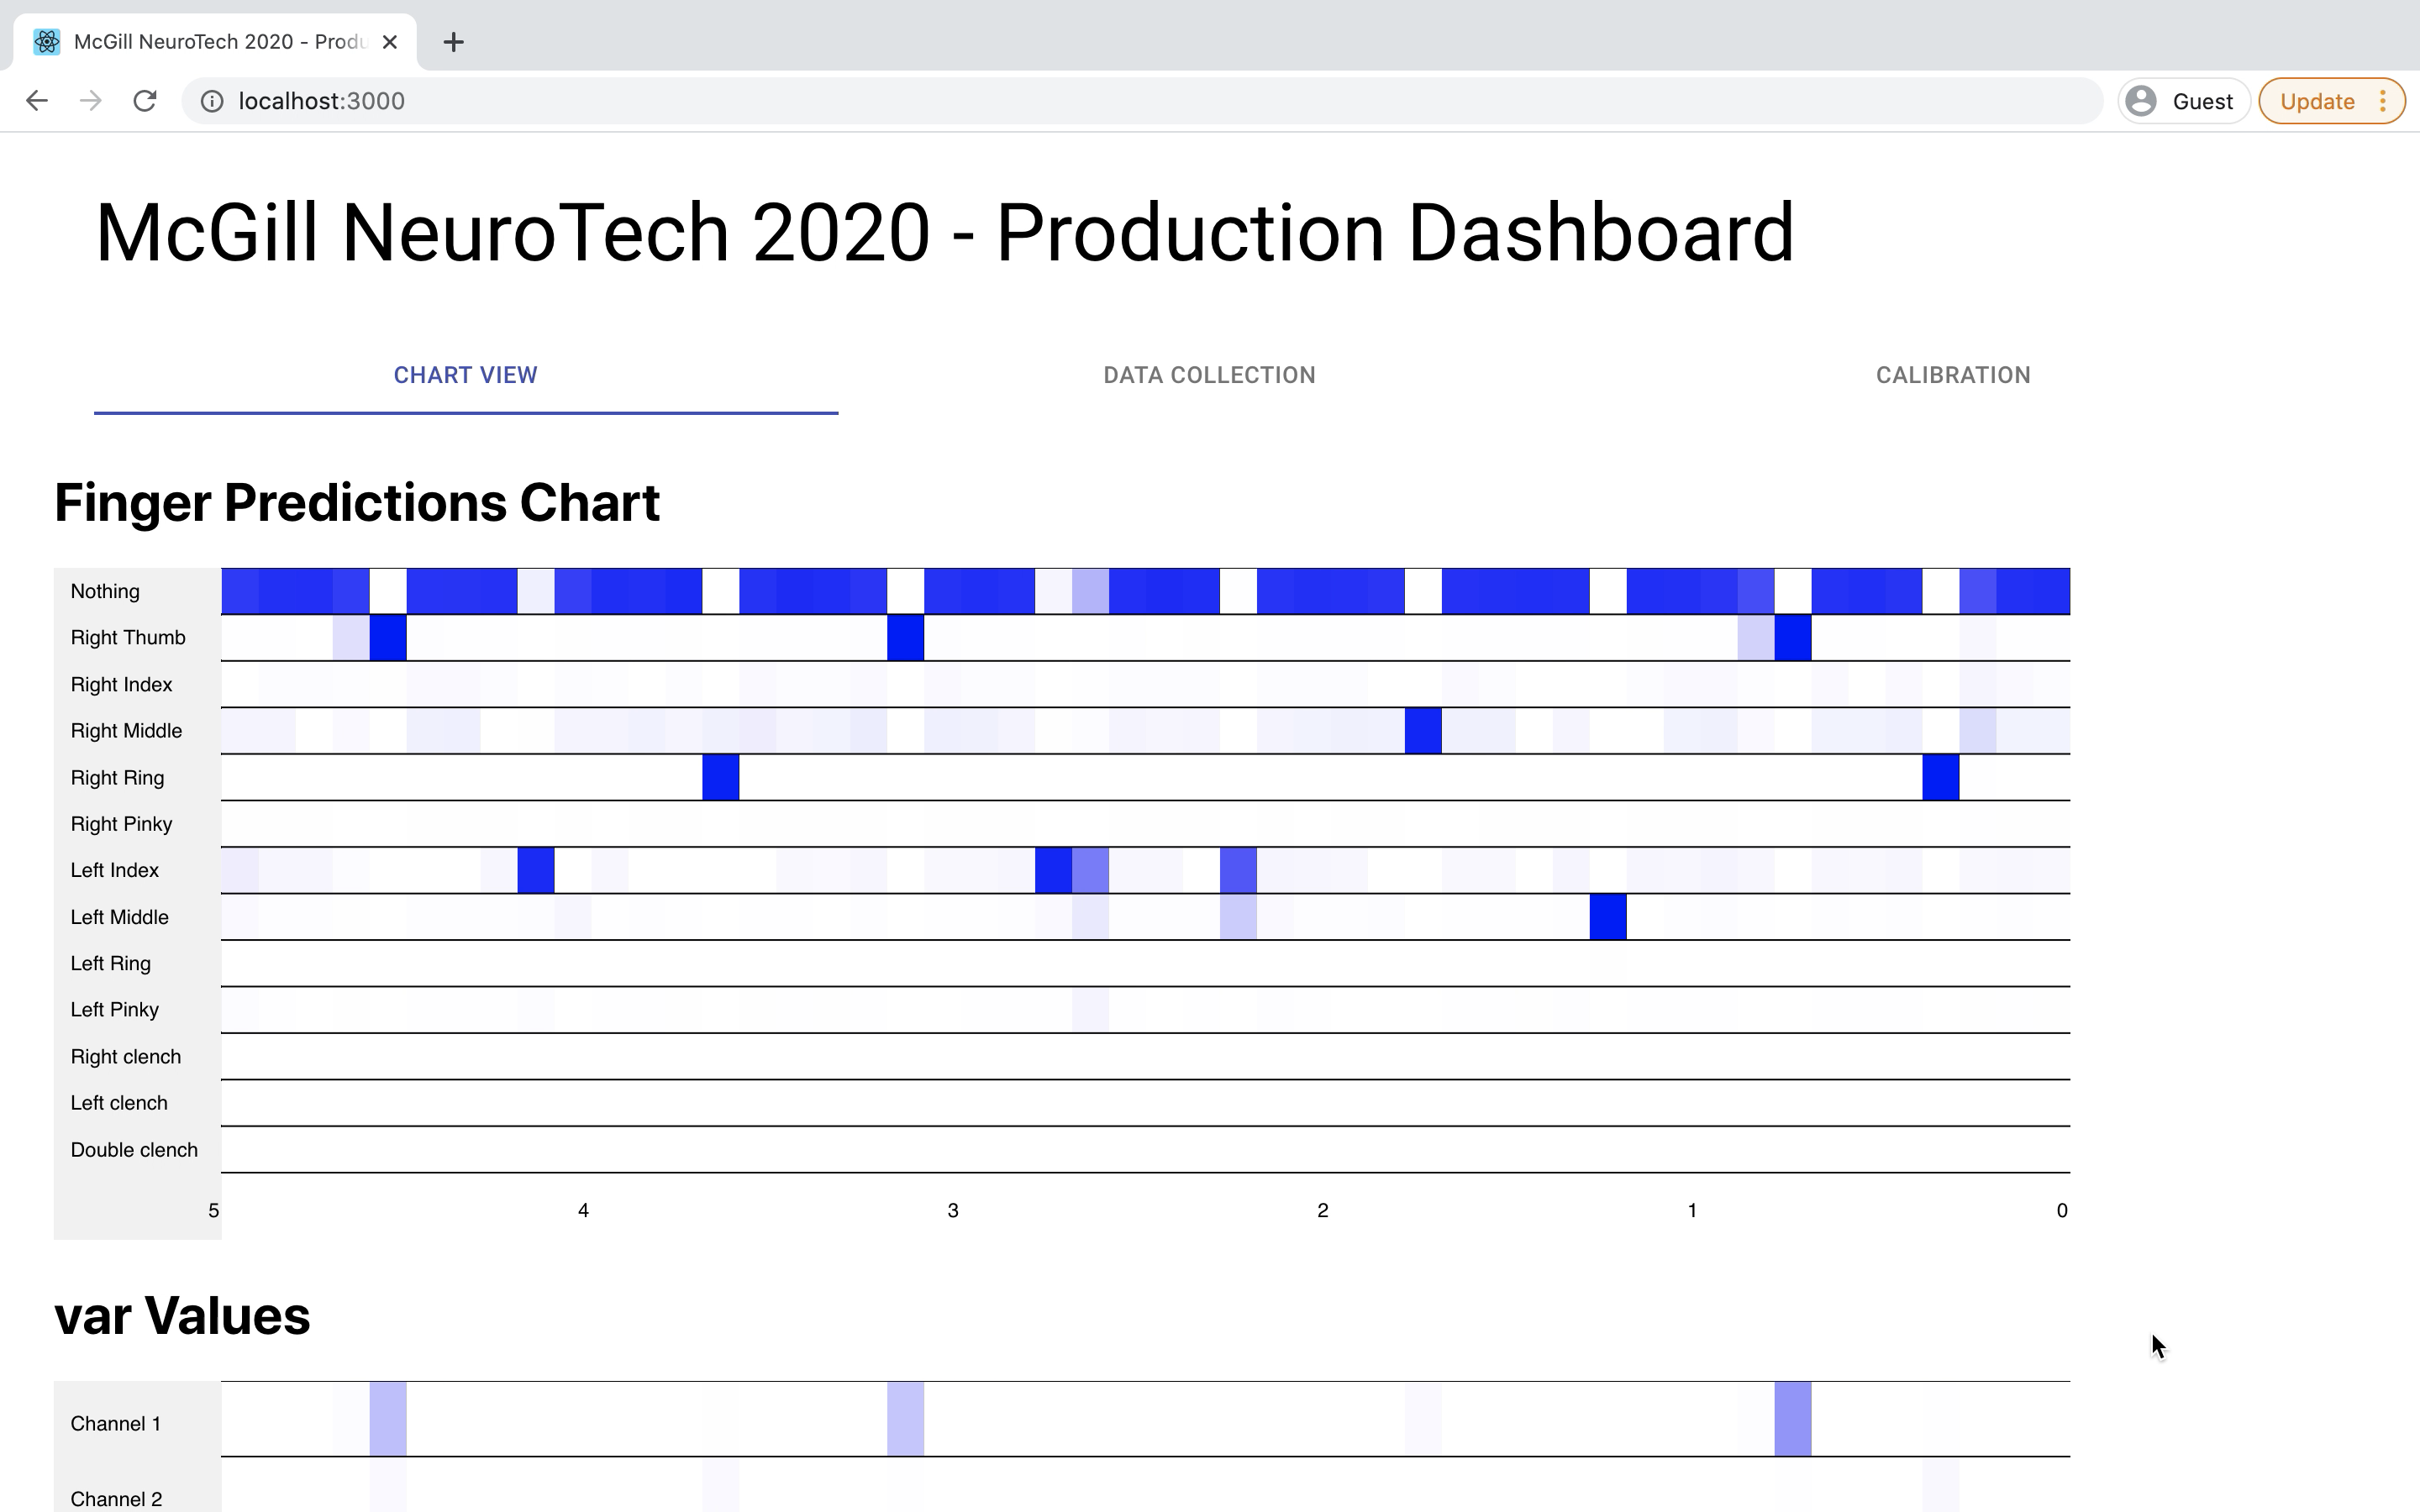 McGill NeuroTech 2020 - Produ
localhost:3000
Guest
Update
McGill NeuroTech 2020 - Production Dashboard
CHART VIEW
DATA COLLECTION
CALIBRATION
Finger Predictions Chart
Nothing
Right Thumb
Right Index
Right Middle
Right Ring
Right Pinky
Left Index
Left Middle
Left Ring
Left Pinky
Right clench
Left clench
Double clench
5 4 3 2 1 0
var Values
Channel 1
Channel 2